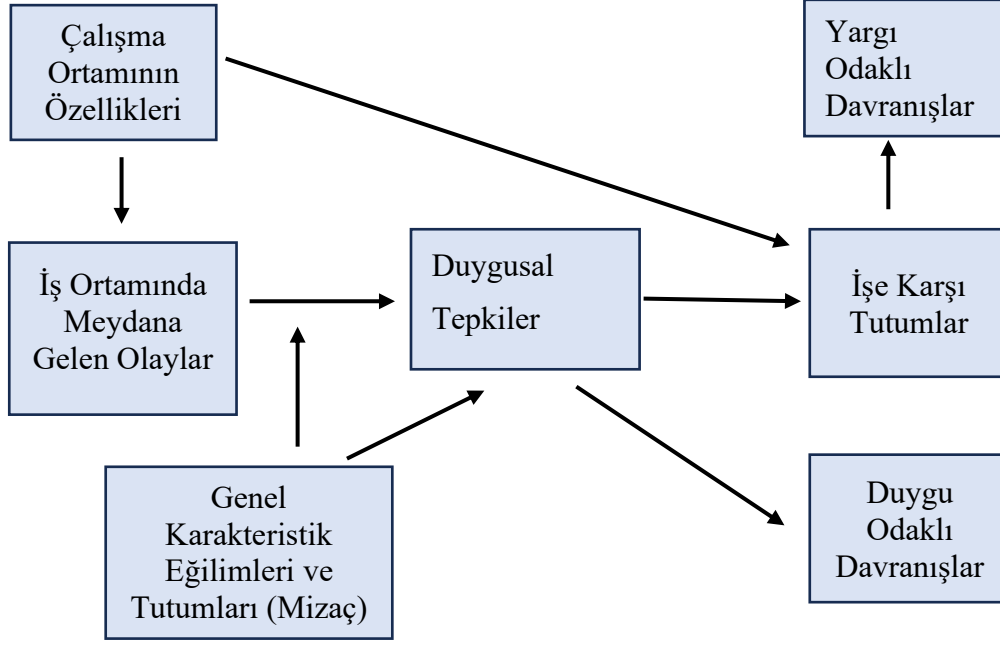 Çalışma
Ortamının
Özellikleri
Yargı
Odaklı
Davranışlar
İş Ortamında
Meydana
Gelen Olaylar
Duygusal
Tepkiler
İşe Karşı
Tutumlar
Genel
Karakteristik
Eğilimleri ve
Tutumları (Mizaç)
Duygu
Odaklı
Davranışlar